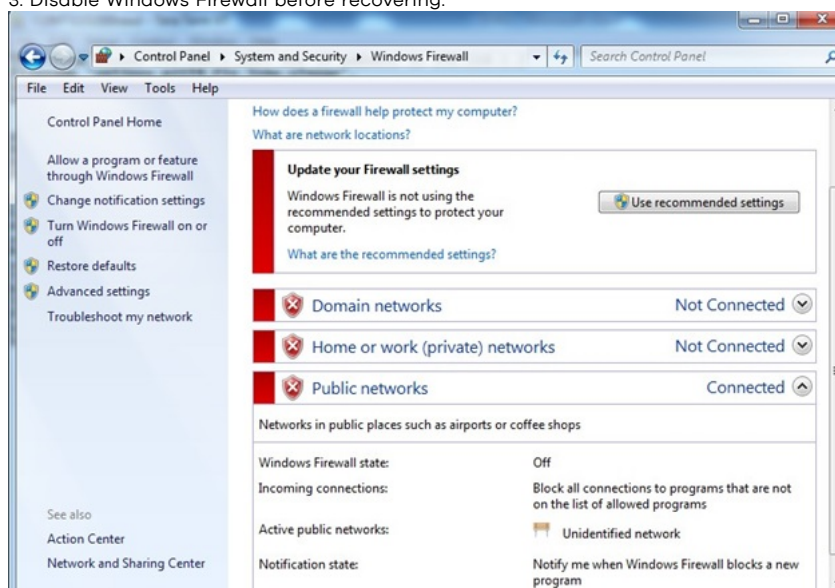 3. Disable Windows Firewall before recovering.
Control Panel
System and Security
Windows Firewall
Search Control Panel
File Edit View Tools Help
Control Panel Home
Allow a program or feature
through Windows Firewall
Change notification settings
Turn Windows Firewall on or
off
Restore defaults
Advanced settings
Troubleshoot my network
See also
Action Center
Network and Sharing Center
How does a firewall help protect my computer?
What are network locations?
Update your Firewall settings
Windows Firewall is not using the
recommended settings to protect your
computer.
What are the recommended settings?
Use recommended settings
Domain networks Not Connected
Home or work (private) networks Not Connected
Public networks Connected
Networks in public places such as airports or coffee shops
Windows Firewall state: Off
Incoming connections: Block all connections to programs that are not
on the list of allowed programs
Active public networks: Unidentified network
Notification state: Notify me when Windows Firewall blocks a new
program